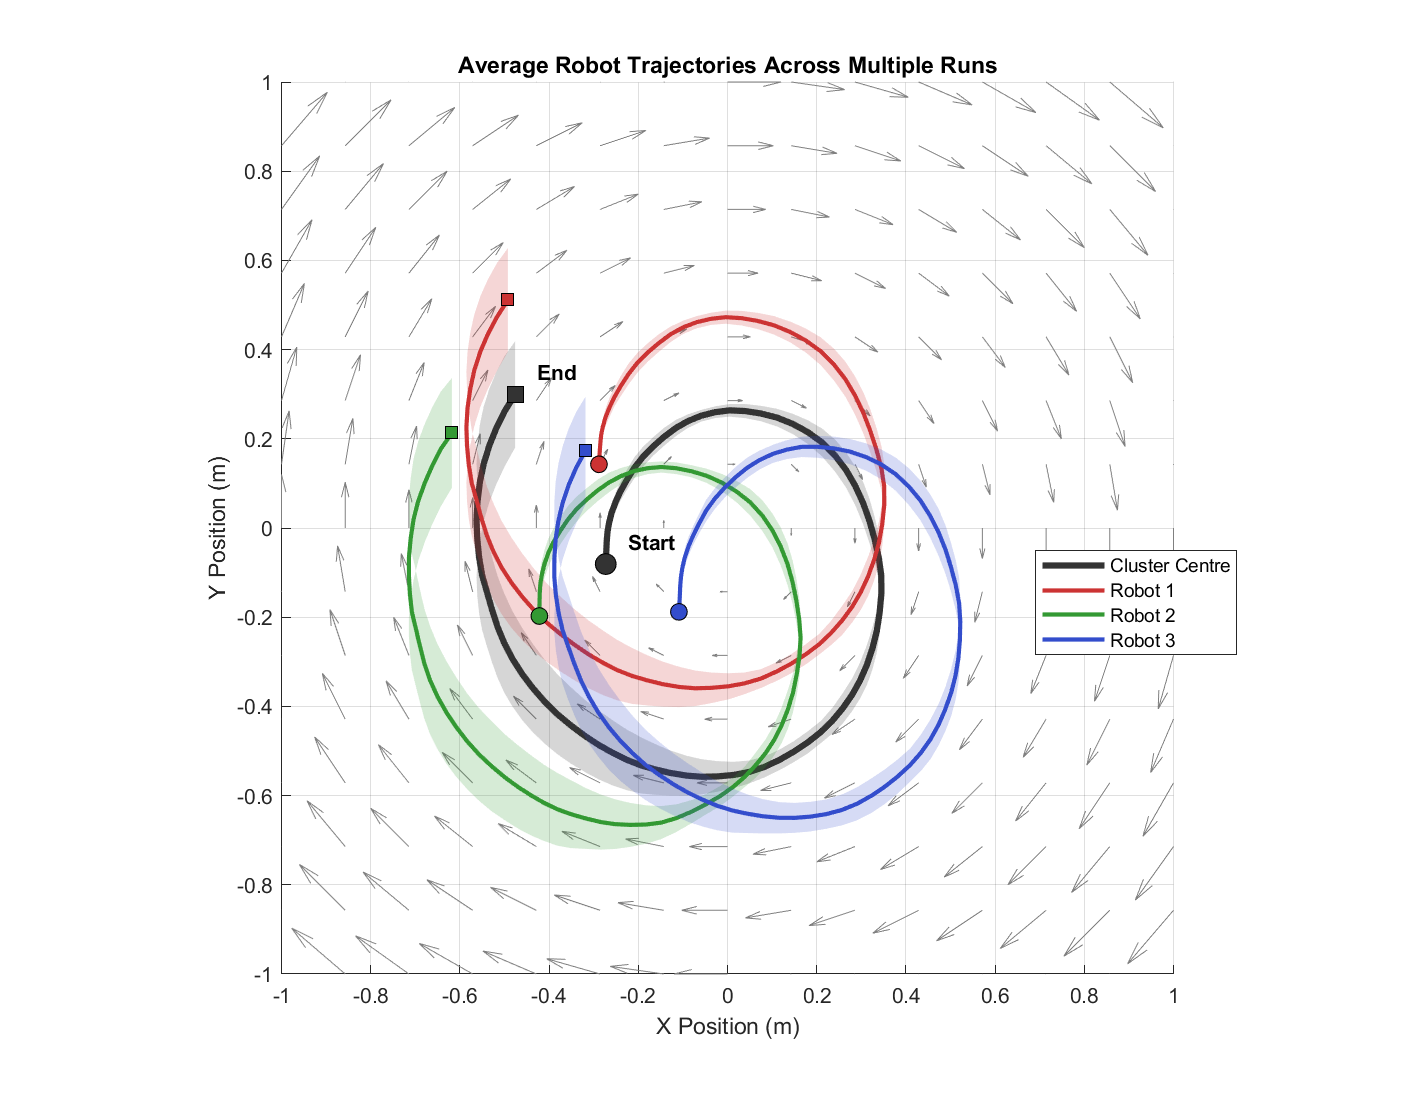 Average Robot Trajectories Across Multiple Runs
1
0.8
0.6
0.4
0.2
0
-0.2
-0.4
-0.6
-0.8
-1
Y Position (m)
End
Start
Cluster Centre
Robot 1
Robot 2
Robot 3
-1 -0.8 -0.6 -0.4 -0.2 0 0.2 0.4 0.6 0.8 1
X Position (m)